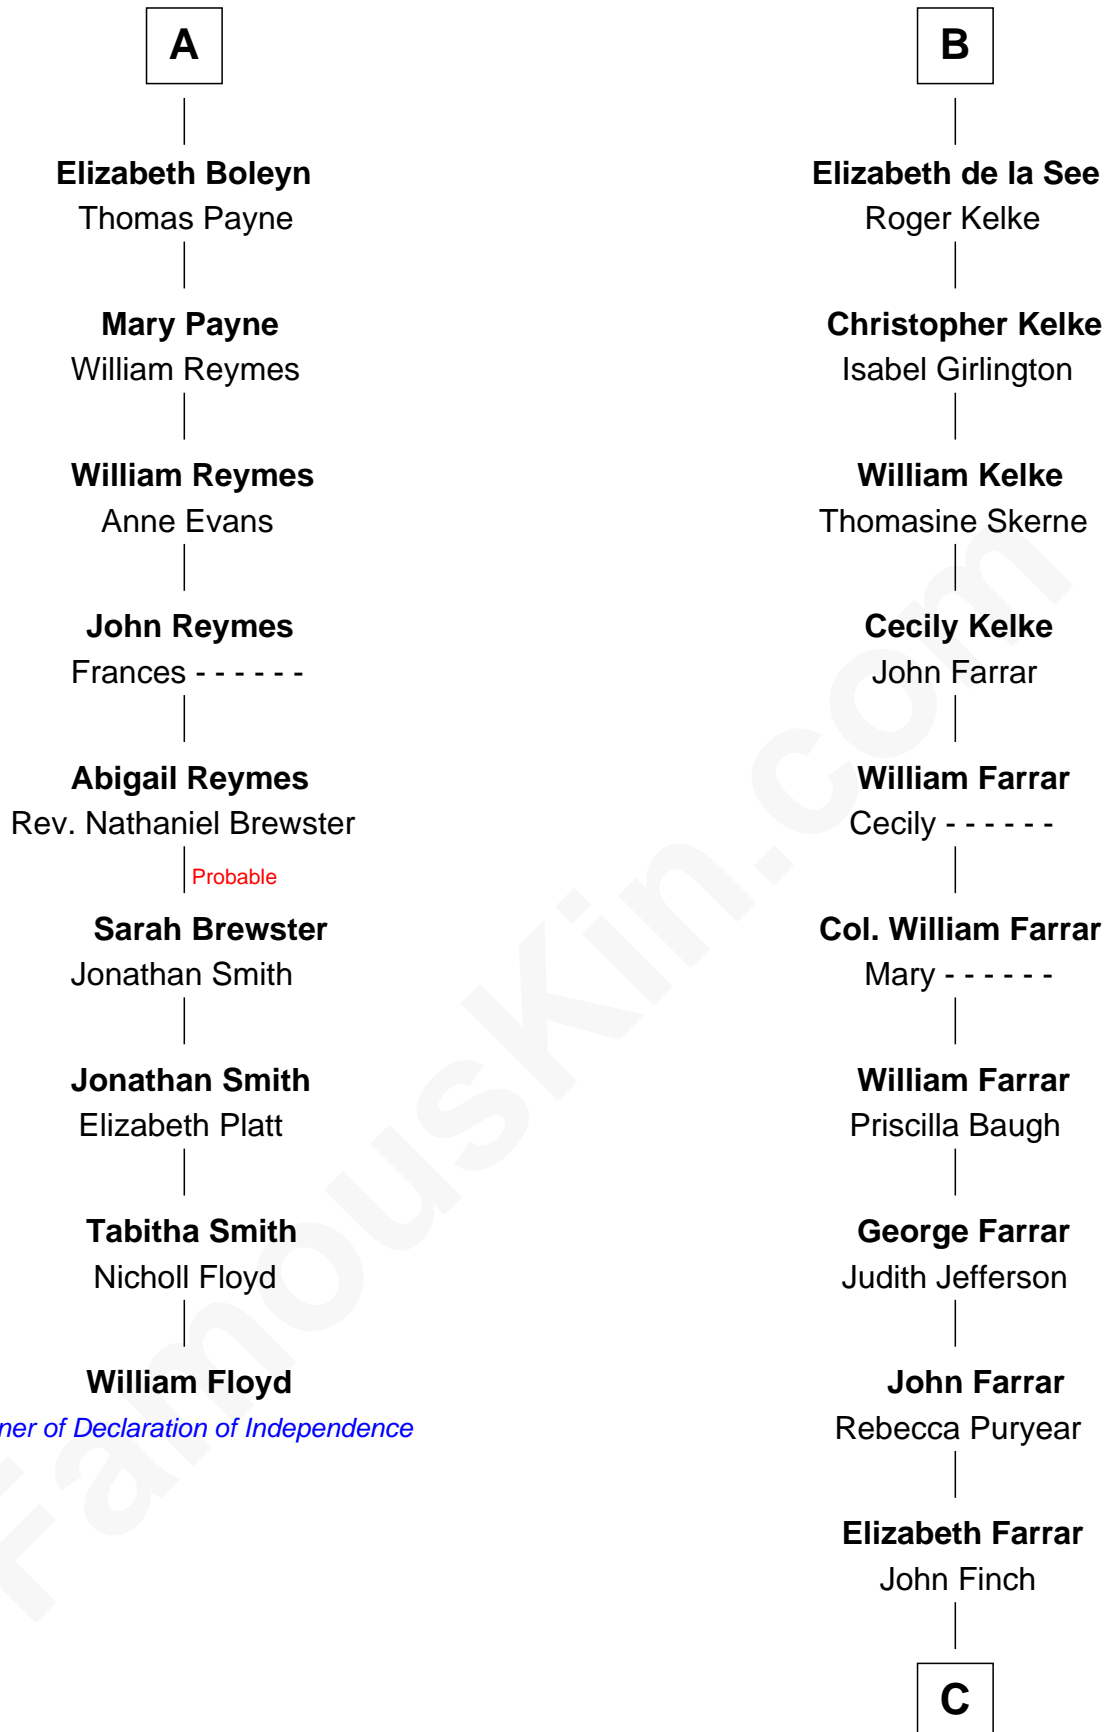 A
Elizabeth Boleyn
Thomas Payne
Mary Payne
William Reymes
William Reymes
Anne Evans
John Reymes
Frances - - - - - -
Abigail Reymes
Rev. Nathaniel Brewster
Probable
Sarah Brewster
Jonathan Smith
Jonathan Smith
Elizabeth Platt
Tabitha Smith
Nicholl Floyd
William Floyd
ner of Declaration of Independence
B
Elizabeth de la See
Roger Kelke
Christopher Kelke
Isabel Girlington
William Kelke
Thomasine Skerne
Cecily Kelke
John Farrar
William Farrar
Cecily - - - - - -
Col. William Farrar
Mary - - - - - -
William Farrar
Priscilla Baugh
George Farrar
Judith Jefferson
John Farrar
Rebecca Puryear
Elizabeth Farrar
John Finch
C
FamousKin.com